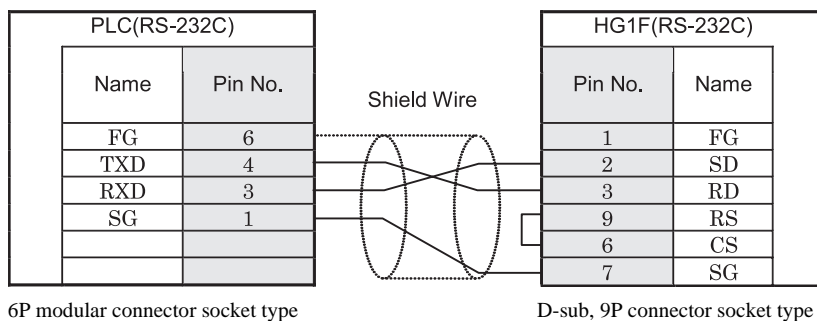 PLC(RS-232C) HG1F(RS-232C)
Name Pin No. Shield Wire Pin No. Name
FG 6 1 FG
TXD 4 2 SD
RXD 3 3 RD
SG 1 9 RS
6 CS
7 SG
6P modular connector socket type D-sub, 9P connector socket type